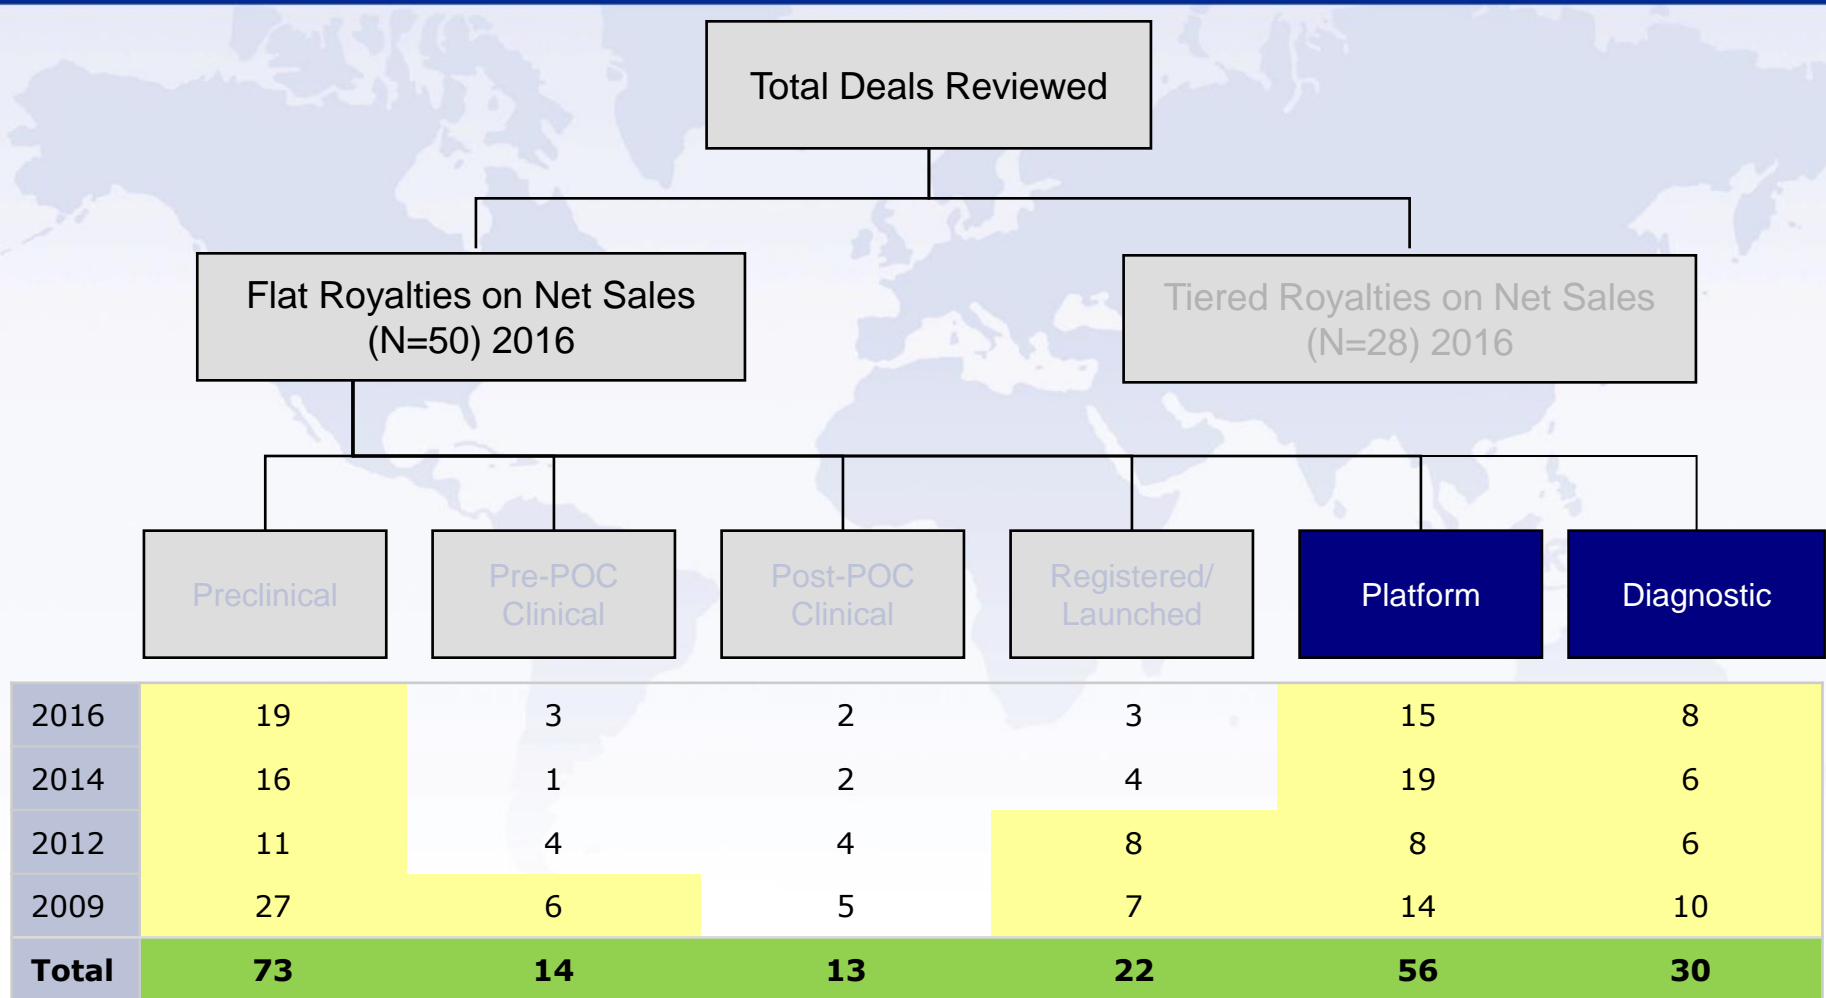 Total Deals Reviewed
Flat Royalties on Net Sales
(N=50) 2016
Tiered Royalties on Net Sales
(N=28) 2016
Preclinical
Pre-POC
Clinical
Post-POC
Clinical
Registered/
Launched
Platform
Diagnostic
2016 19 3 2 3 15 8
2014 16 1 2 4 19 6
2012 11 4 4 8 8 6
2009 27 6 5 7 14 10
Total 73 14 13 22 56 30